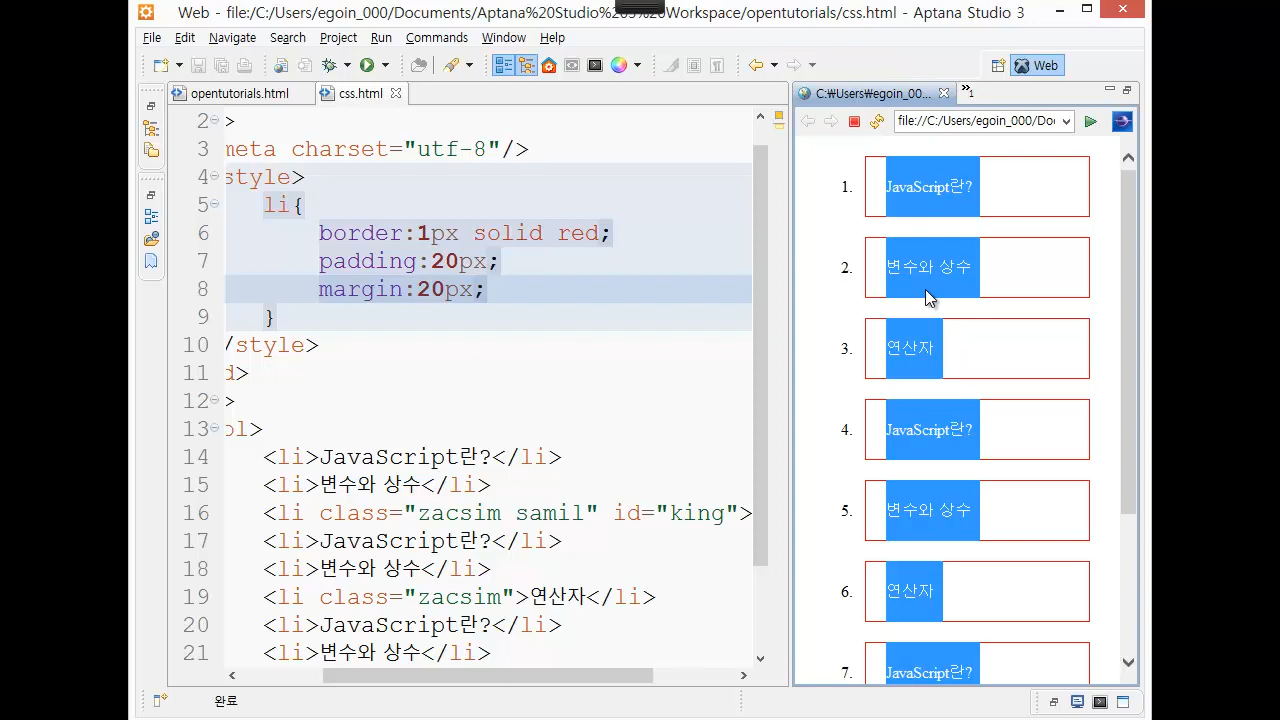 Web - file:/C:/Users/egoin_000/Documents/Aptana%20Studio%20 %20Workspace/opentutorials/css.html - Aptana Studio 3
File Edit Navigate Search Project Run Commands Window Help
Web
opentutorials.html
css.html
C:₩Users₩egoin_00...
»1
file://C:/Users/egoin_000/Do
2 >
3 meta charset="utf-8"/>
4 style>
5 li{
6 border:1px solid red;
7 padding:20px;
8 margin:20px;
9 }
10 /style>
11 d>
12 >
13 ol>
14 <li>JavaScript란?</li>
15 <li>변수와 상수</li>
16 <li class="zacsim samil" id="king">
17 <li>JavaScript란?</li>
18 <li>변수와 상수</li>
19 <li class="zacsim">연산자</li>
20 <li>JavaScript란?</li>
21 <li>변수와 상수</li>
1. JavaScript란?
2. 변수와 상수
3. 연산자
4. JavaScript란?
5. 변수와 상수
6. 연산자
7. JavaScript란?
완료